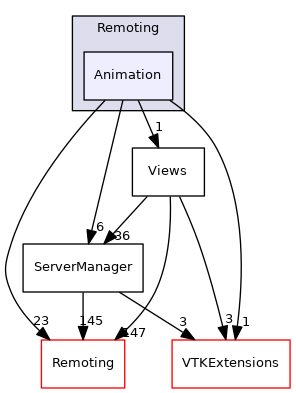 Remoting
Animation
1
Views
6
36
ServerManager
23
145
147
3
3
1
Remoting
VTKExtensions